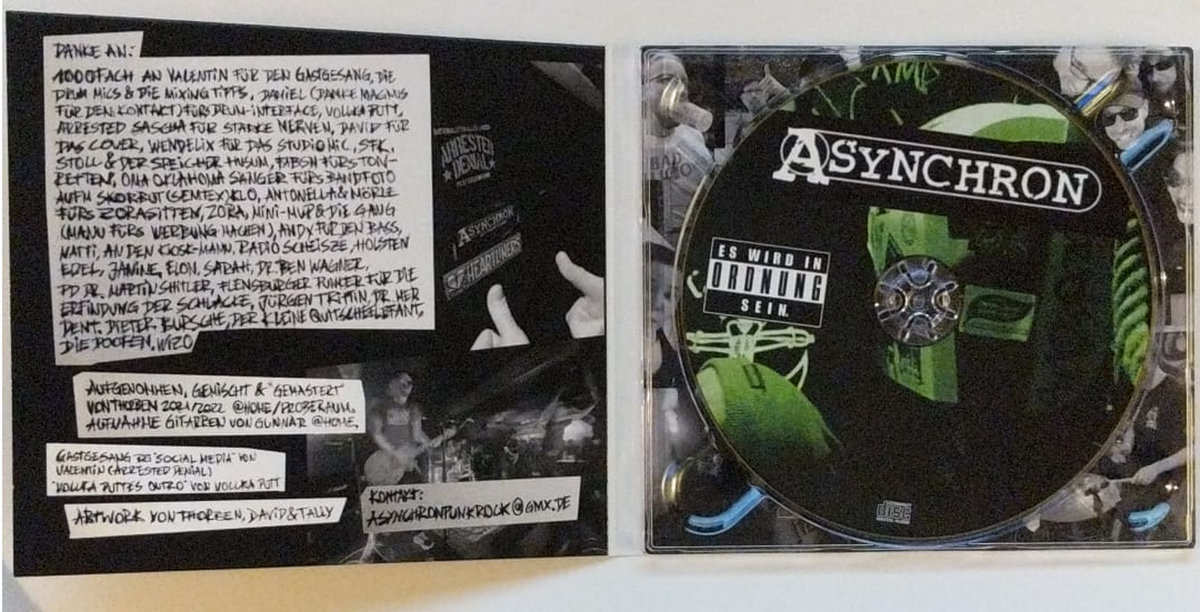 DANKE AN:
1000FACH AN VALENTIN FÜR DEN GASTGESANG, DIE
DRUM MICS & DIE MIXING TIPPS, DANIEL (DANKE MAGNUS
FÜR DEN KONTAKT) FÜRS DRUM-INTERFACE, VOLLKA PUTT,
ARRESTED SASCHA FÜR STARKE NERVEN, DAVID FÜR
DAS COVER, WENDELIX FÜR DAS STUDIO MIC, SFK,
STOLL & DER SPEICHER HUSUM, FABSN FÜRS TON-
RETTEN, OMA OKLAHOMA SÄNGER FÜRS BANDFOTO
AUFM SKORBUT (SEMTEX) KLO, ANTONELLA & MÖRLE
FÜRS ZORASITTEN, ZORA, MINI-MUP & DIE GANG
(MANU FÜRS WERBUNG MACHEN), ANDY FÜR DEN BASS,
MATTI, AN DEN KIOSK-MANN, RADIO SCHEISZE, HOLSTEN
EDEL, JANINE, ELON, SARAH, DR. BEN WAGNER,
PD DR. MARTIN SHITLER, FLENSBURGER PUNKER FÜR DIE
ERFINDUNG DER SCHLACKE, JÜRGEN TRITTIN, DR. HER
DENT, DIETER BURSCHE, DER KLEINE QUITSCHEELEFANT,
DIE DOOFEN, WIZO
AUFGENOMMEN, GEMISCHT & "GEMASTERT"
VON THORBEN 2021/2022 @HOME/PROBERAUM.
AUFNAHME GITARREN VON GUNNAR @HOME.
GASTGESANG BEI "SOCIAL MEDIA" VON
VALENTIN (ARRESTED DENIAL)
"VOLLKA PUTTES OUTRO" VON VOLLKA PUTT
ARTWORK VON THORBEN, DAVID & TALLY
KONTAKT:
ASYNCHRONPUNKROCK@GMX.DE
ARRESTED
DENIAL
ASYNCHRON
HEARTLINERS
ASYNCHRON
ES WIRD IN
ORDNUNG
SEIN.
disc
BAD